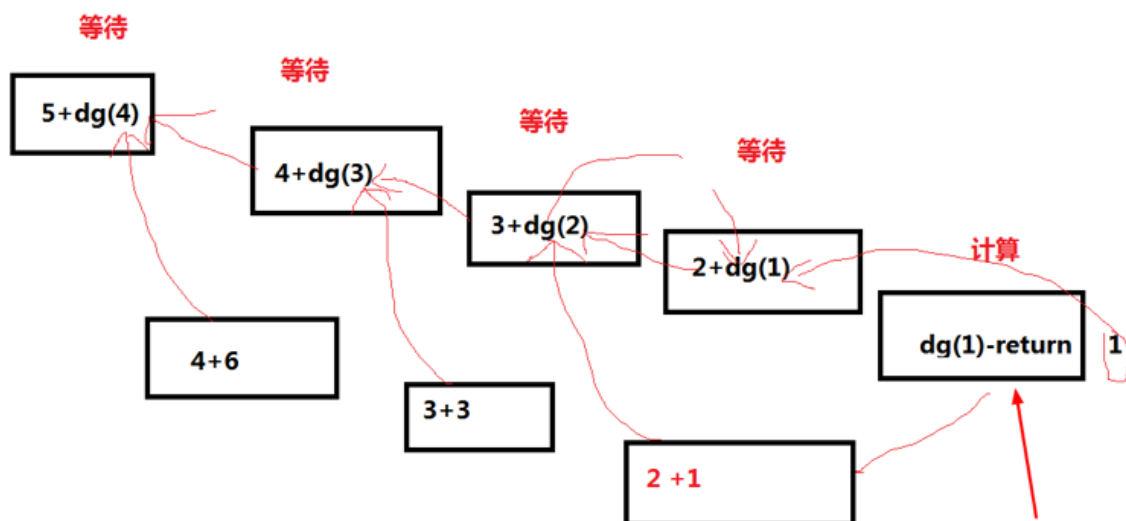 等待
等待
等待
等待
5+dg(4)
4+dg(3)
3+dg(2)
2+dg(1)
计算
dg(1)-return 1
4+6
3+3
2 +1